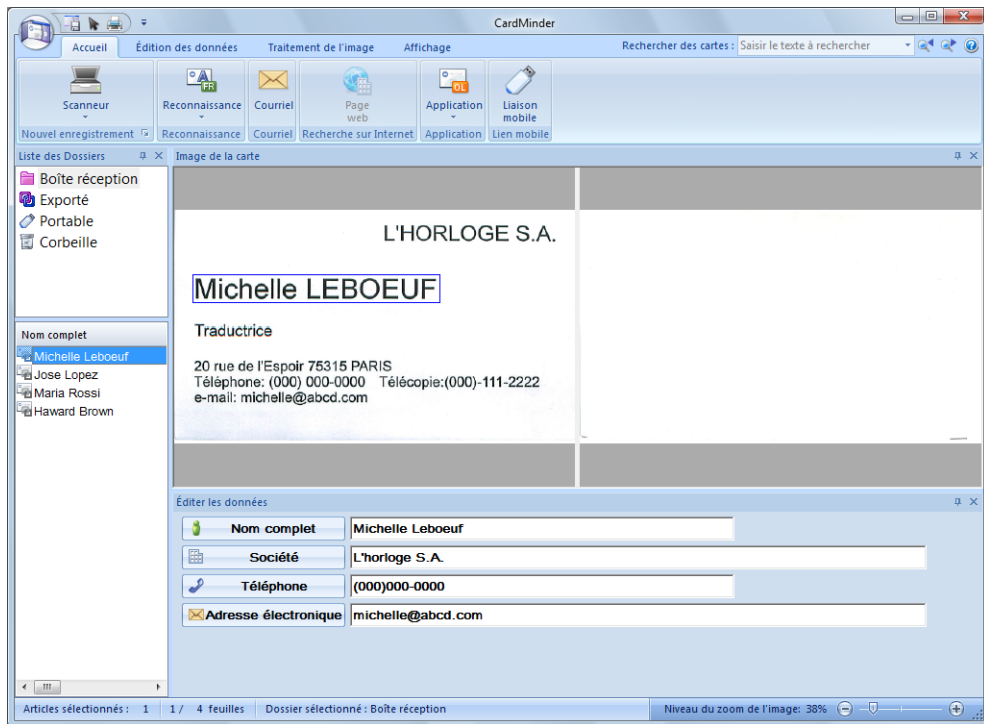 CardMinder
Accueil Édition des données Traitement de l'image Affichage Rechercher des cartes : Saisir le texte à rechercher
Scanneur Reconnaissance Courriel Page web Application Liaison mobile
Nouvel enregistrement Reconnaissance Courriel Recherche sur Internet Application Lien mobile
Liste des Dossiers
Boîte réception
Exporté
Portable
Corbeille
Nom complet
Michelle Leboeuf
Jose Lopez
Maria Rossi
Haward Brown
Image de la carte
L'HORLOGE S.A.
Michelle LEBOEUF
Traductrice
20 rue de l'Espoir 75315 PARIS
Téléphone: (000) 000-0000 Télécopie:(000)-111-2222
e-mail: michelle@abcd.com
Éditer les données
Nom complet Michelle Leboeuf
Société L'horloge S.A.
Téléphone (000)000-0000
Adresse électronique michelle@abcd.com
Articles sélectionnés : 1 1 / 4 feuilles Dossier sélectionné : Boîte réception Niveau du zoom de l'image: 38%